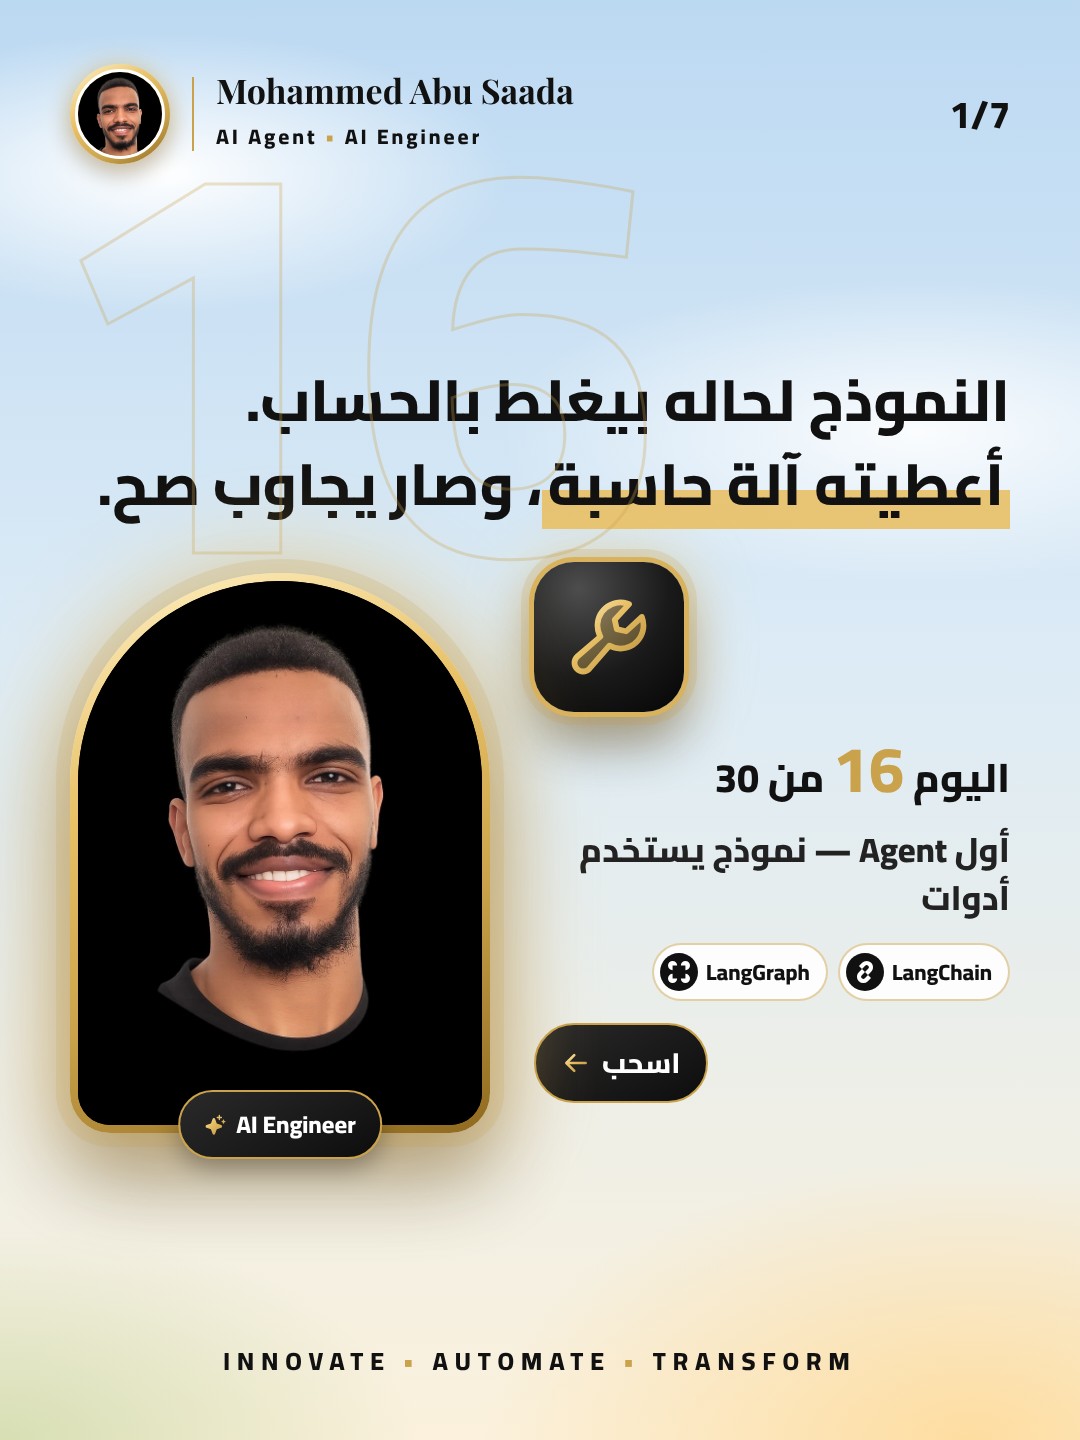 Mohammed Abu Saada
AI Agent ▪ AI Engineer
1/7
16
النموذج لحاله بيغلط بالحساب.
أعطيته آلة حاسبة، وصار يجاوب صح.
اليوم 16 من 30
أول Agent — نموذج يستخدم
أدوات
LangChain
LangGraph
اسحب ←
AI Engineer
INNOVATE ▪ AUTOMATE ▪ TRANSFORM